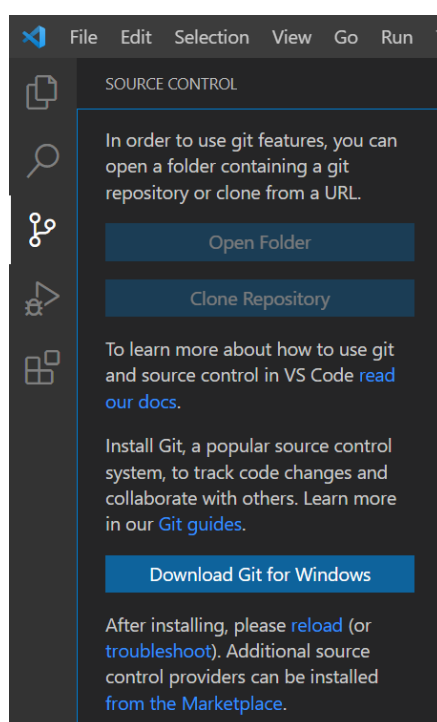 File Edit Selection View Go Run
SOURCE CONTROL
In order to use git features, you can
open a folder containing a git
repository or clone from a URL.
Open Folder
Clone Repository
To learn more about how to use git
and source control in VS Code read
our docs.
Install Git, a popular source control
system, to track code changes and
collaborate with others. Learn more
in our Git guides.
Download Git for Windows
After installing, please reload (or
troubleshoot). Additional source
control providers can be installed
from the Marketplace.